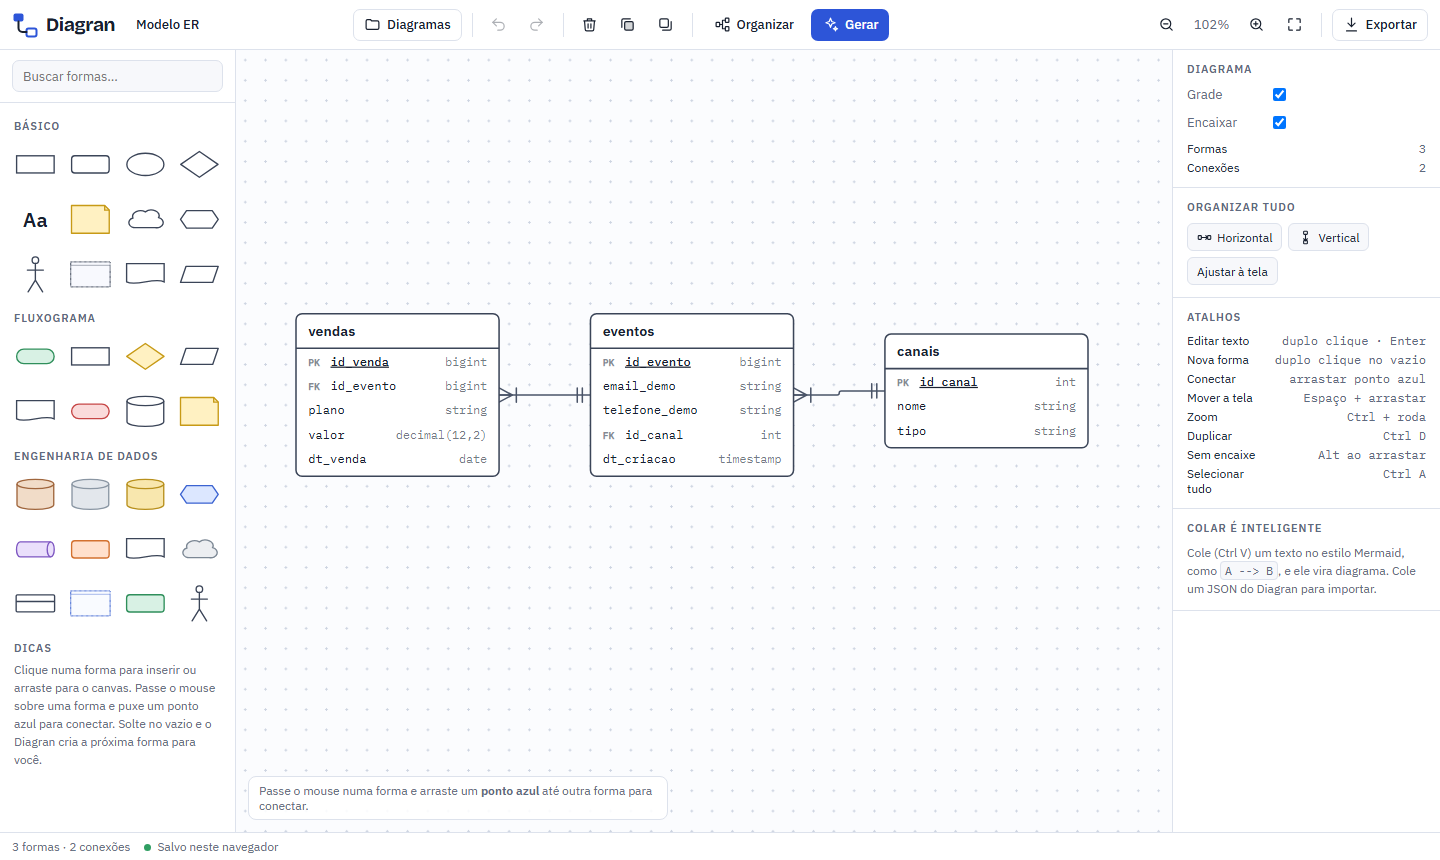 Diagran
Modelo ER
Diagramas
Organizar
Gerar
102%
Exportar
Buscar formas...
BÁSICO
Aa
FLUXOGRAMA
ENGENHARIA DE DADOS
DICAS
Clique numa forma para inserir ou
arraste para o canvas. Passe o mouse
sobre uma forma e puxe um ponto
azul para conectar. Solte no vazio e o
Diagran cria a próxima forma para
você.
vendas
PK id_venda bigint
FK id_evento bigint
plano string
valor decimal(12,2)
dt_venda date
eventos
PK id_evento bigint
email_demo string
telefone_demo string
FK id_canal int
dt_criacao timestamp
canais
PK id_canal int
nome string
tipo string
Passe o mouse numa forma e arraste um ponto azul até outra forma para
conectar.
DIAGRAMA
Grade
Encaixar
Formas 3
Conexões 2
ORGANIZAR TUDO
Horizontal
Vertical
Ajustar à tela
ATALHOS
Editar texto duplo clique · Enter
Nova forma duplo clique no vazio
Conectar arrastar ponto azul
Mover a tela Espaço + arrastar
Zoom Ctrl + roda
Duplicar Ctrl D
Sem encaixe Alt ao arrastar
Selecionar Ctrl A
tudo
COLAR É INTELIGENTE
Cole (Ctrl V) um texto no estilo Mermaid,
como A --> B, e ele vira diagrama. Cole
um JSON do Diagran para importar.
3 formas · 2 conexões
Salvo neste navegador